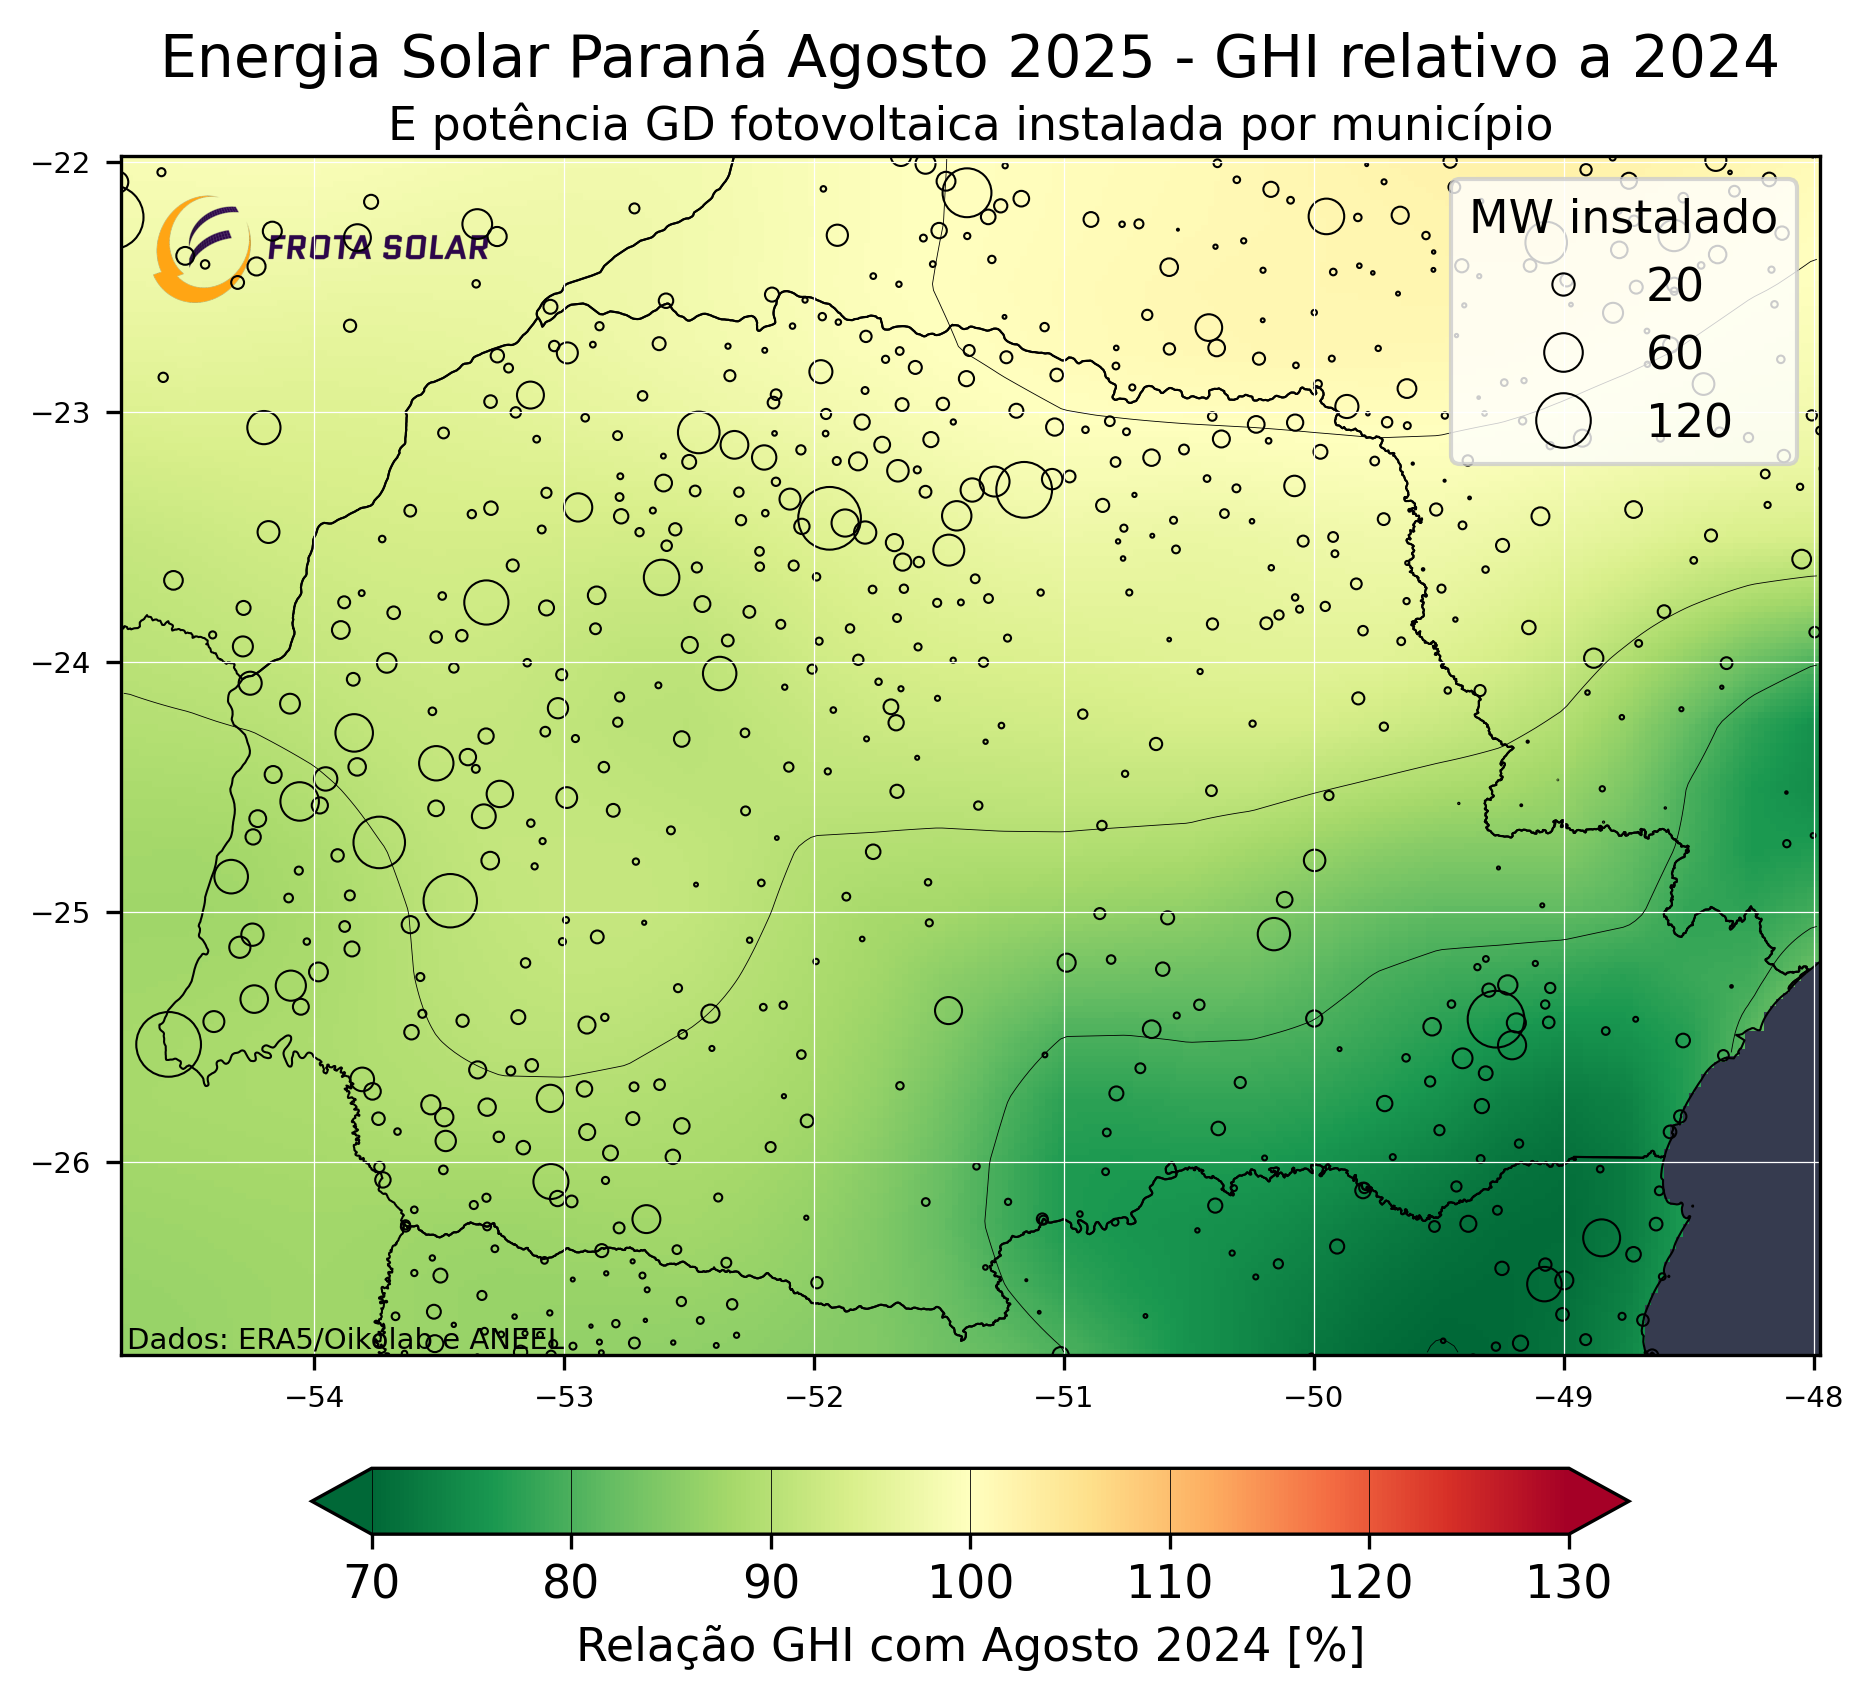 Energia Solar Paraná Agosto 2025 - GHI relativo a 2024
E potência GD fotovoltaica instalada por município
−22
−23
−24
−25
−26
FROTA SOLAR
MW instalado
20
60
120
Dados: ERA5/Oikolab e ANEEL
−54 −53 −52 −51 −50 −49 −48
70 80 90 100 110 120 130
Relação GHI com Agosto 2024 [%]